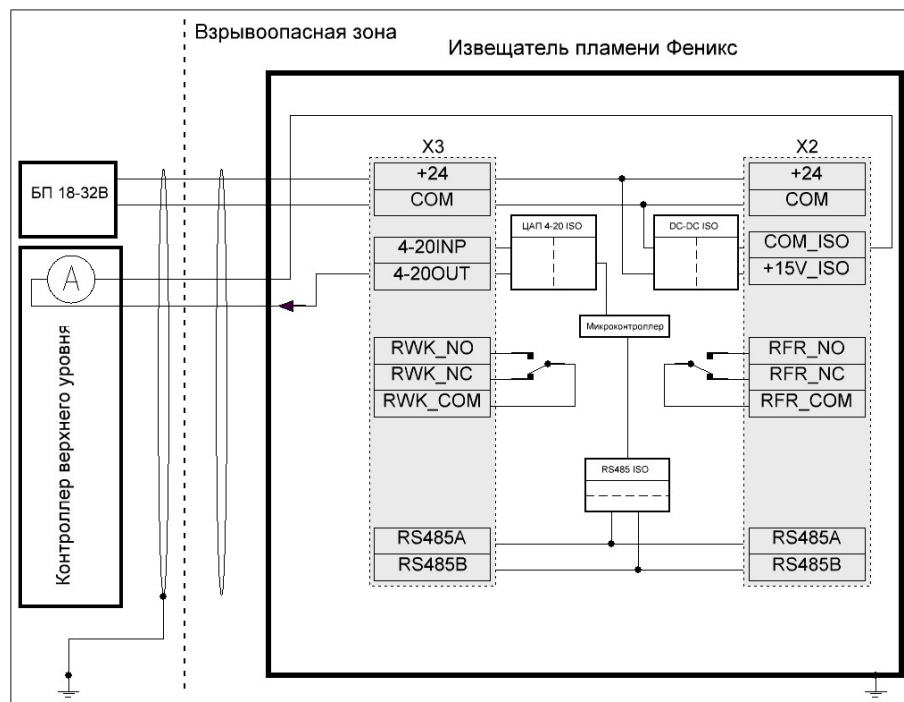 Взрывоопасная зона
Извещатель пламени Феникс
X3
X2
БП 18-32В
+24
COM
+24
COM
4-20INP
4-20OUT
ЦАП 4-20 ISO
DC-DC ISO
COM_ISO
+15V_ISO
A
Контроллер верхнего уровня
Микроконтроллер
RWK_NO
RWK_NC
RWK_COM
RFR_NO
RFR_NC
RFR_COM
RS485 ISO
RS485A
RS485B
RS485A
RS485B